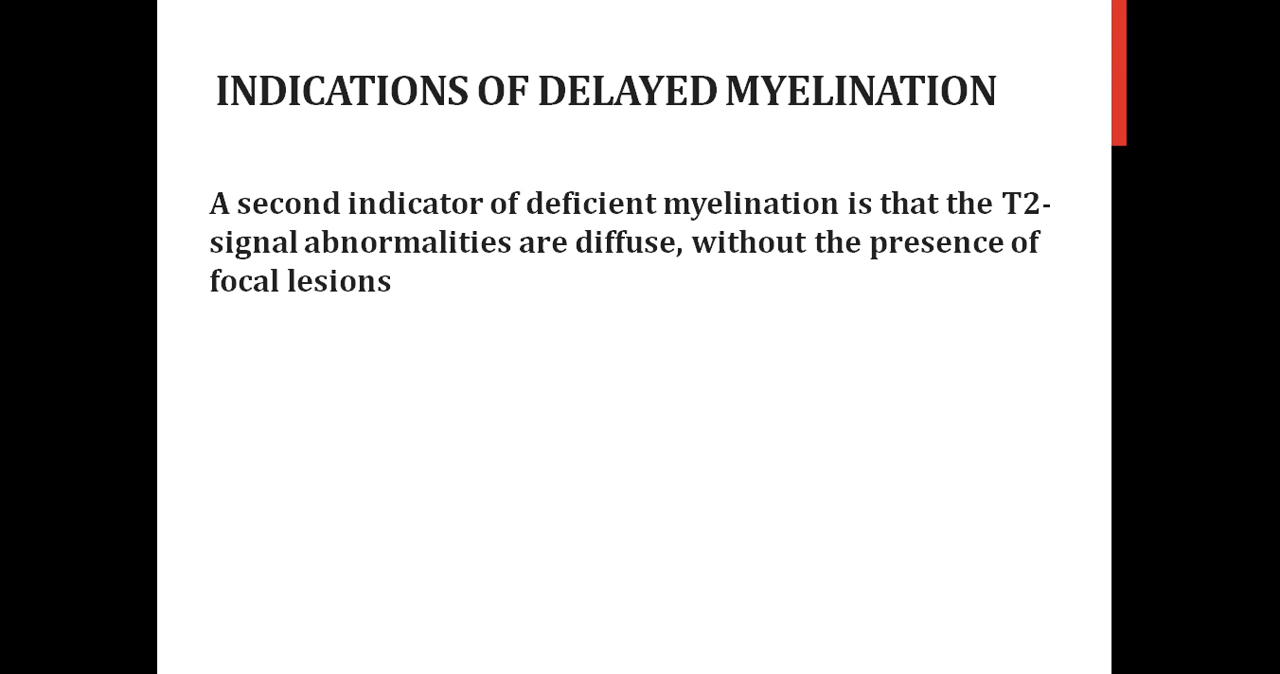 INDICATIONS OF DELAYED MYELINATION
A second indicator of deficient myelination is that the T2-
signal abnormalities are diffuse, without the presence of
focal lesions